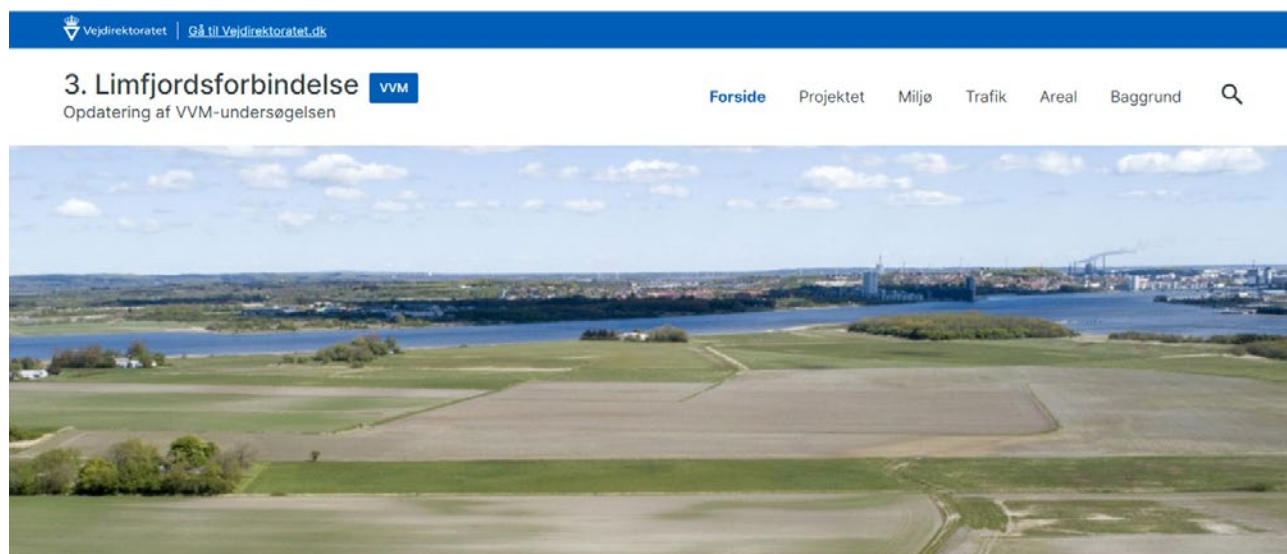 Vejdirektoratet | Gå til Vejdirektoratet.dk
3. Limfjordsforbindelse VVM
Opdatering af VVM-undersøgelsen
Forside Projektet Miljø Trafik Areal Baggrund